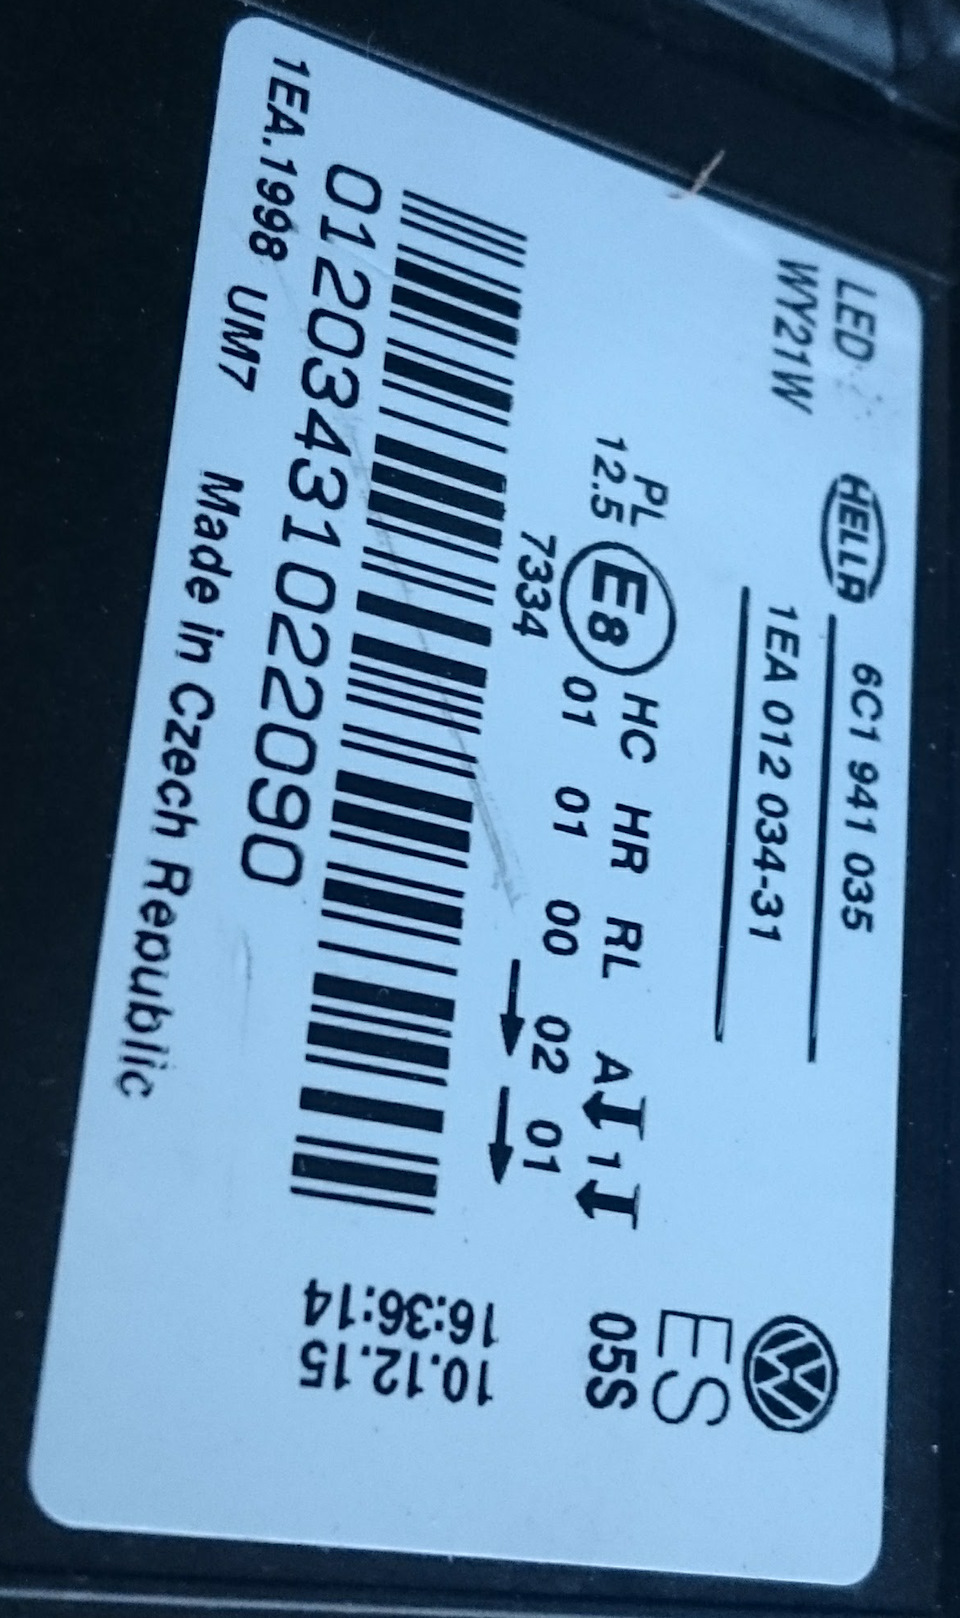 LED
WY21W
HELLA
6C1 941 035
1EA 012 034-31
PL
12.5
E8
HC HR RL A ↓ 1 ↓
01 01 00 02 01
7334
→ →
ES
05S
01203431022090
1EA.1998 UM7 Made in Czech Republic
10.12.15
16:36:14